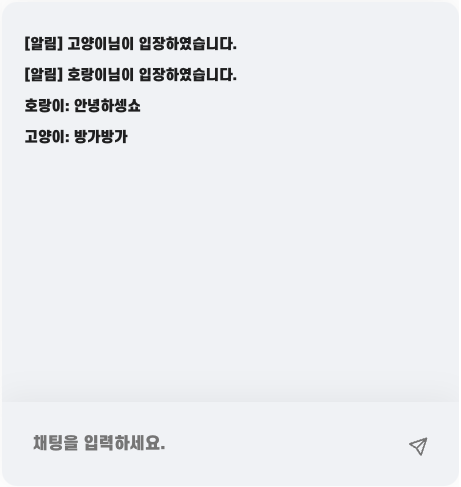 [알림] 고양이님이 입장하였습니다.
[알림] 호랑이님이 입장하였습니다.
호랑이: 안녕하셍쇼
고양이: 방가방가
채팅을 입력하세요.